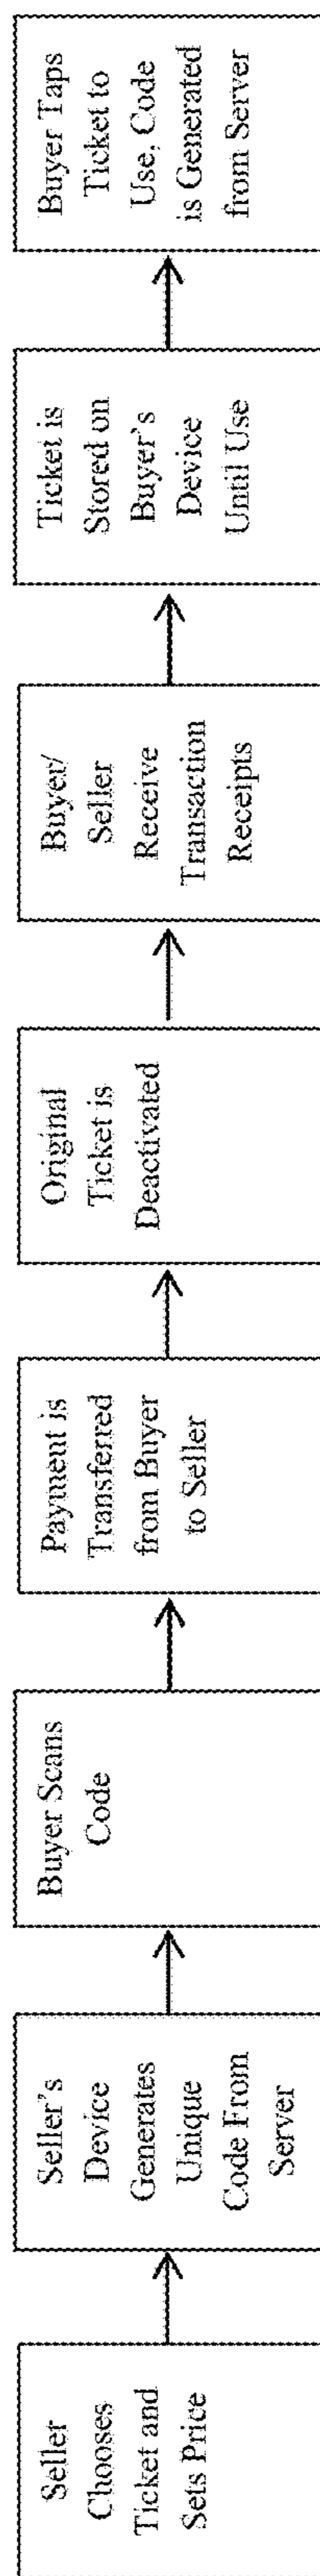 Seller
Chooses
Ticket and
Sets Price
Seller's
Device
Generates
Unique
Code From
Server
Buyer Scans
Code
Payment is
Transferred
from Buyer
to Seller
Original
Ticket is
Deactivated
Buyer/
Seller
Receive
Transaction
Receipts
Ticket is
Stored on
Buyer's
Device
Until Use
Buyer Taps
Ticket to
Use, Code
is Generated
from Server